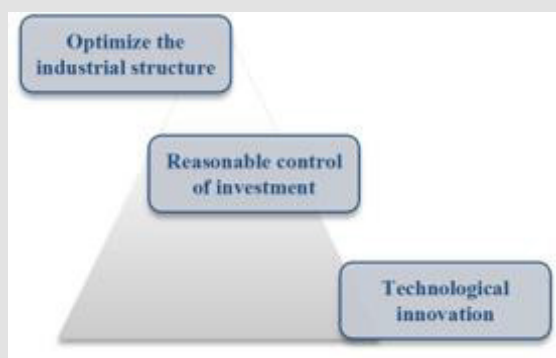 Optimize the
industrial structure
Reasonable control
of investment
Technological
innovation